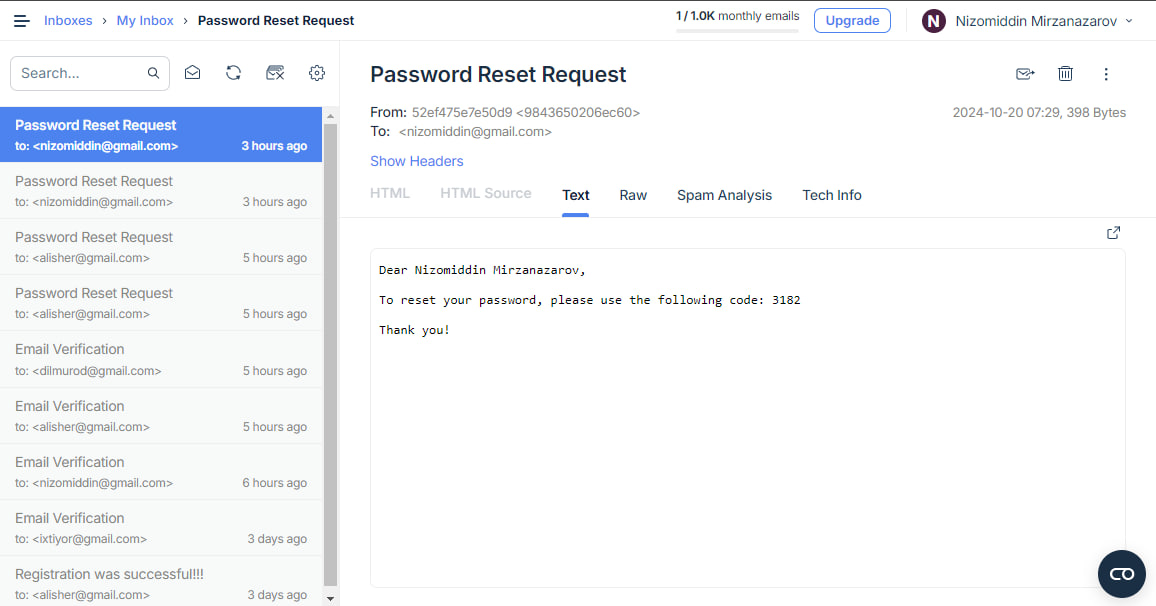 Inboxes › My Inbox › Password Reset Request
1 / 1.0K monthly emails
Upgrade
N Nizomiddin Mirzanazarov
Search...
Password Reset Request
to: <nizomiddin@gmail.com> 3 hours ago
Password Reset Request
to: <nizomiddin@gmail.com> 3 hours ago
Password Reset Request
to: <alisher@gmail.com> 5 hours ago
Password Reset Request
to: <alisher@gmail.com> 5 hours ago
Email Verification
to: <dilmurod@gmail.com> 5 hours ago
Email Verification
to: <alisher@gmail.com> 5 hours ago
Email Verification
to: <nizomiddin@gmail.com> 6 hours ago
Email Verification
to: <ixtiyor@gmail.com> 3 days ago
Registration was successful!!!
to: <alisher@gmail.com> 3 days ago
Password Reset Request
From: 52ef475e7e50d9 <9843650206ec60> 2024-10-20 07:29, 398 Bytes
To: <nizomiddin@gmail.com>
Show Headers
HTML HTML Source Text Raw Spam Analysis Tech Info
Dear Nizomiddin Mirzanazarov,
To reset your password, please use the following code: 3182
Thank you!